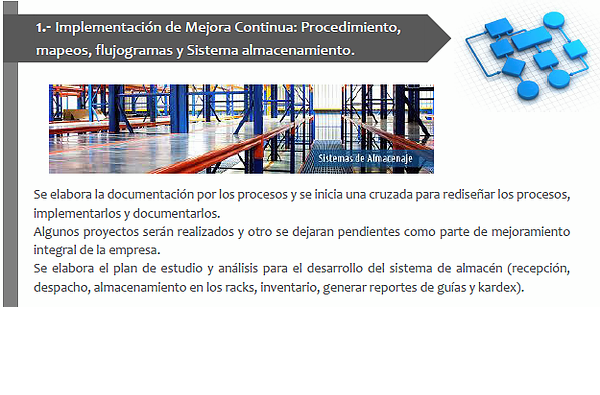 1.- Implementación de Mejora Continua: Procedimiento,
mapeos, flujogramas y Sistema almacenamiento.
Sistemas de Almacenaje
Se elabora la documentación por los procesos y se inicia una cruzada para rediseñar los procesos,
implementarlos y documentarlos.
Algunos proyectos serán realizados y otro se dejaran pendientes como parte de mejoramiento
integral de la empresa.
Se elabora el plan de estudio y análisis para el desarrollo del sistema de almacén (recepción,
despacho, almacenamiento en los racks, inventario, generar reportes de guías y kardex).